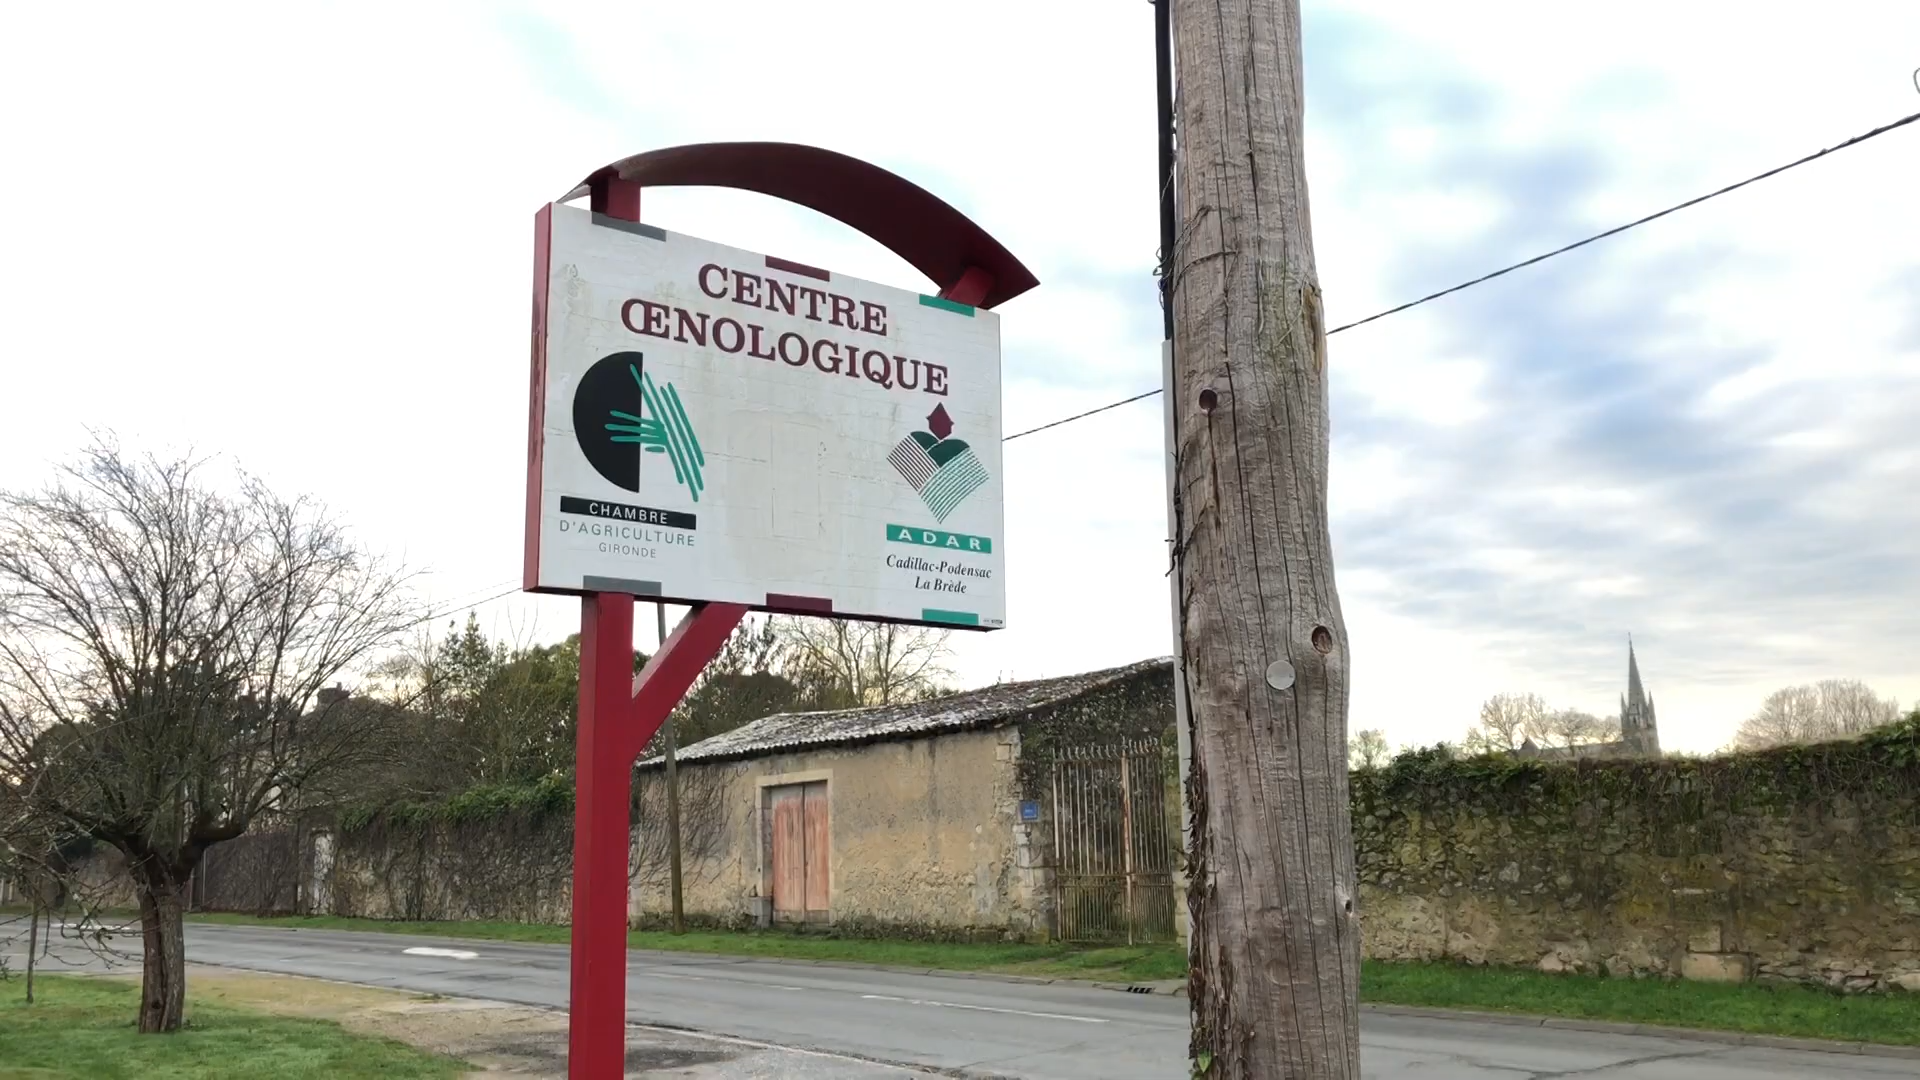 CENTRE
ŒNOLOGIQUE
CHAMBRE
D'AGRICULTURE
GIRONDE
ADAR
Cadillac-Podensac
La Brède